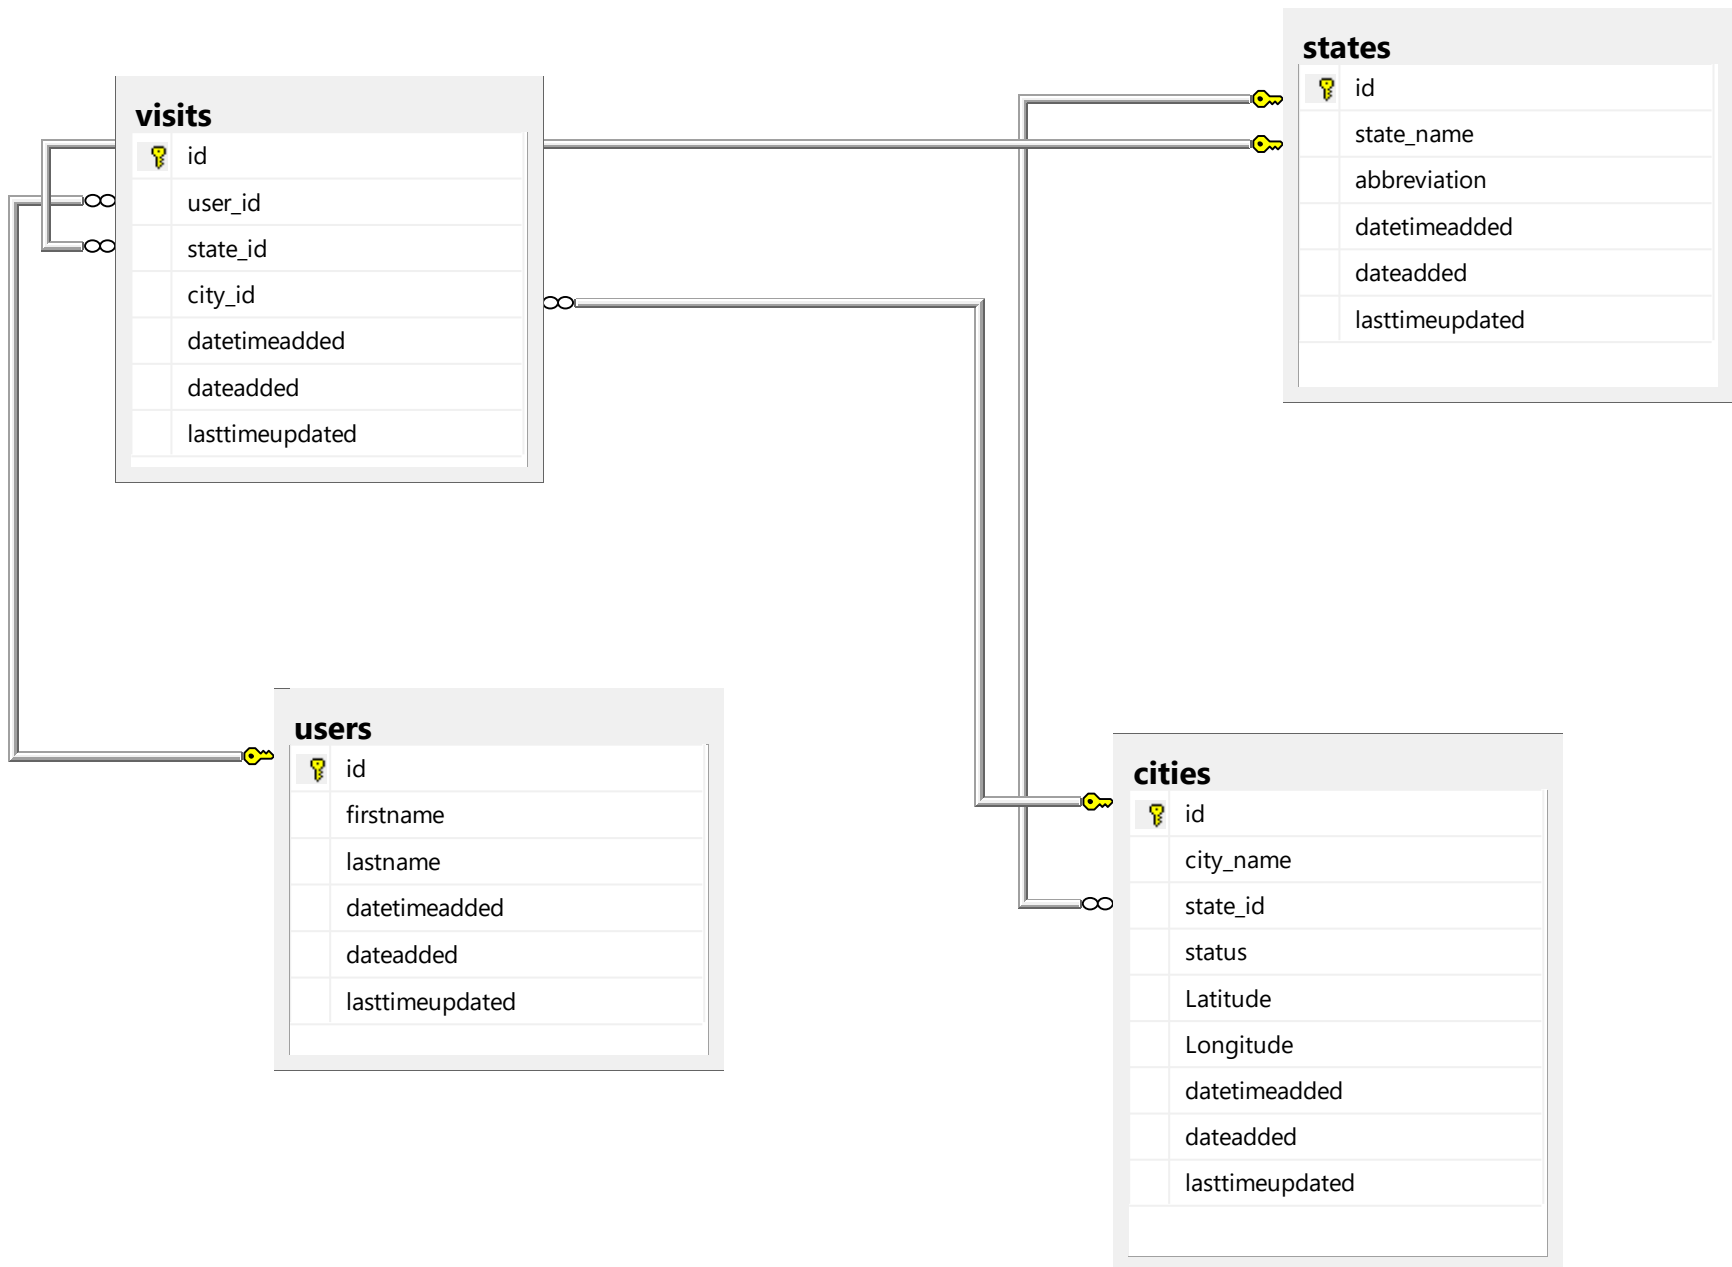 visits
id
user_id
state_id
city_id
datetimeadded
dateadded
lasttimeupdated
states
id
state_name
abbreviation
datetimeadded
dateadded
lasttimeupdated
users
id
firstname
lastname
datetimeadded
dateadded
lasttimeupdated
cities
id
city_name
state_id
status
Latitude
Longitude
datetimeadded
dateadded
lasttimeupdated